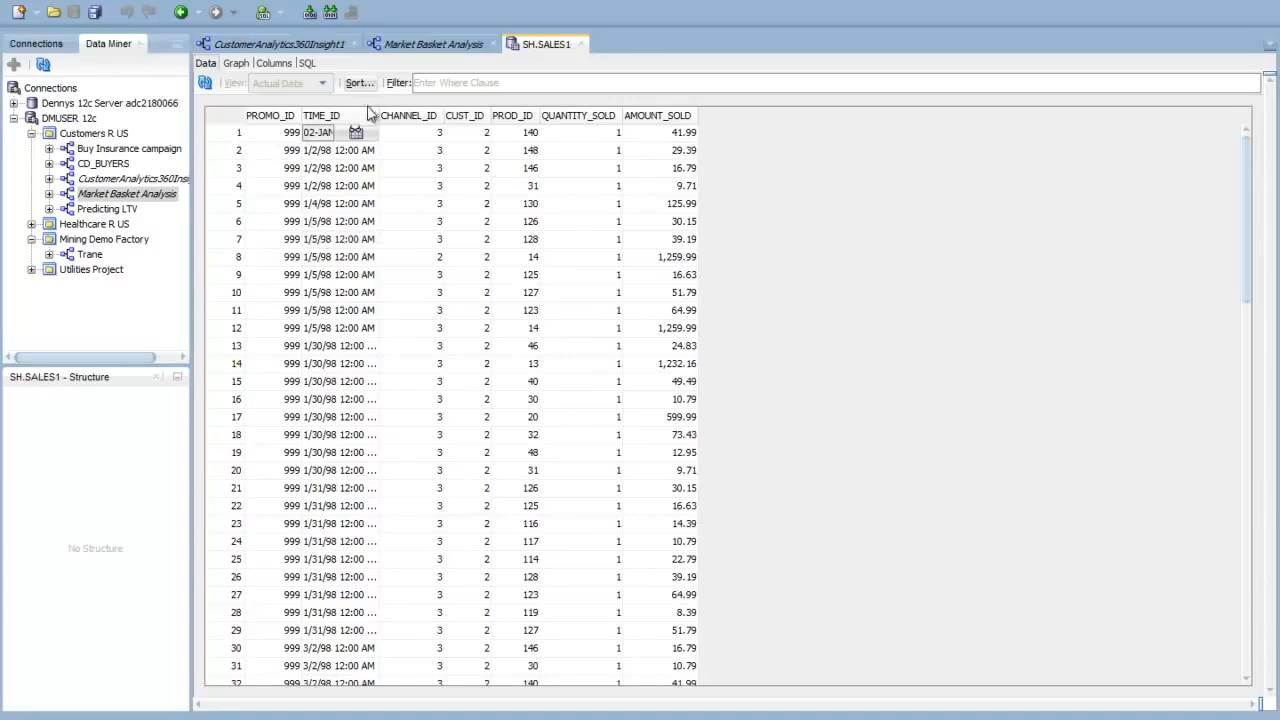 Connections
Data Miner
CustomerAnalytics360Insight1
Market Basket Analysis
SH.SALES1
Data
Graph
Columns
SQL
View:
Actual Data
Sort...
Filter:
Enter Where Clause
Connections
Dennys 12c Server adc2180066
DMUSER 12c
Customers R US
Buy Insurance campaign
CD_BUYERS
CustomerAnalytics360Insi
Market Basket Analysis
Predicting LTV
Healthcare R US
Mining Demo Factory
Trane
Utilities Project
SH.SALES1 - Structure
No Structure
PROMO_ID TIME_ID CHANNEL_ID CUST_ID PROD_ID QUANTITY_SOLD AMOUNT_SOLD
1 999 02-JAN 3 2 140 1 41.99
2 999 1/2/98 12:00 AM 3 2 148 1 29.39
3 999 1/2/98 12:00 AM 3 2 146 1 16.79
4 999 1/2/98 12:00 AM 3 2 31 1 9.71
5 999 1/4/98 12:00 AM 3 2 130 1 125.99
6 999 1/5/98 12:00 AM 3 2 126 1 30.15
7 999 1/5/98 12:00 AM 3 2 128 1 39.19
8 999 1/5/98 12:00 AM 2 2 14 1 1,259.99
9 999 1/5/98 12:00 AM 3 2 125 1 16.63
10 999 1/5/98 12:00 AM 3 2 127 1 51.79
11 999 1/5/98 12:00 AM 3 2 123 1 64.99
12 999 1/5/98 12:00 AM 3 2 14 1 1,259.99
13 999 1/30/98 12:00 ... 3 2 46 1 24.83
14 999 1/30/98 12:00 ... 3 2 13 1 1,232.16
15 999 1/30/98 12:00 ... 3 2 40 1 49.49
16 999 1/30/98 12:00 ... 3 2 30 1 10.79
17 999 1/30/98 12:00 ... 3 2 20 1 599.99
18 999 1/30/98 12:00 ... 3 2 32 1 73.43
19 999 1/30/98 12:00 ... 3 2 48 1 12.95
20 999 1/30/98 12:00 ... 3 2 31 1 9.71
21 999 1/31/98 12:00 ... 3 2 126 1 30.15
22 999 1/31/98 12:00 ... 3 2 125 1 16.63
23 999 1/31/98 12:00 ... 3 2 116 1 14.39
24 999 1/31/98 12:00 ... 3 2 117 1 10.79
25 999 1/31/98 12:00 ... 3 2 114 1 22.79
26 999 1/31/98 12:00 ... 3 2 128 1 39.19
27 999 1/31/98 12:00 ... 3 2 123 1 64.99
28 999 1/31/98 12:00 ... 3 2 119 1 8.39
29 999 1/31/98 12:00 ... 3 2 127 1 51.79
30 999 3/2/98 12:00 AM 3 2 146 1 16.79
31 999 3/2/98 12:00 AM 3 2 30 1 10.79
32 999 3/2/98 12:00 AM 3 2 140 1 41.99